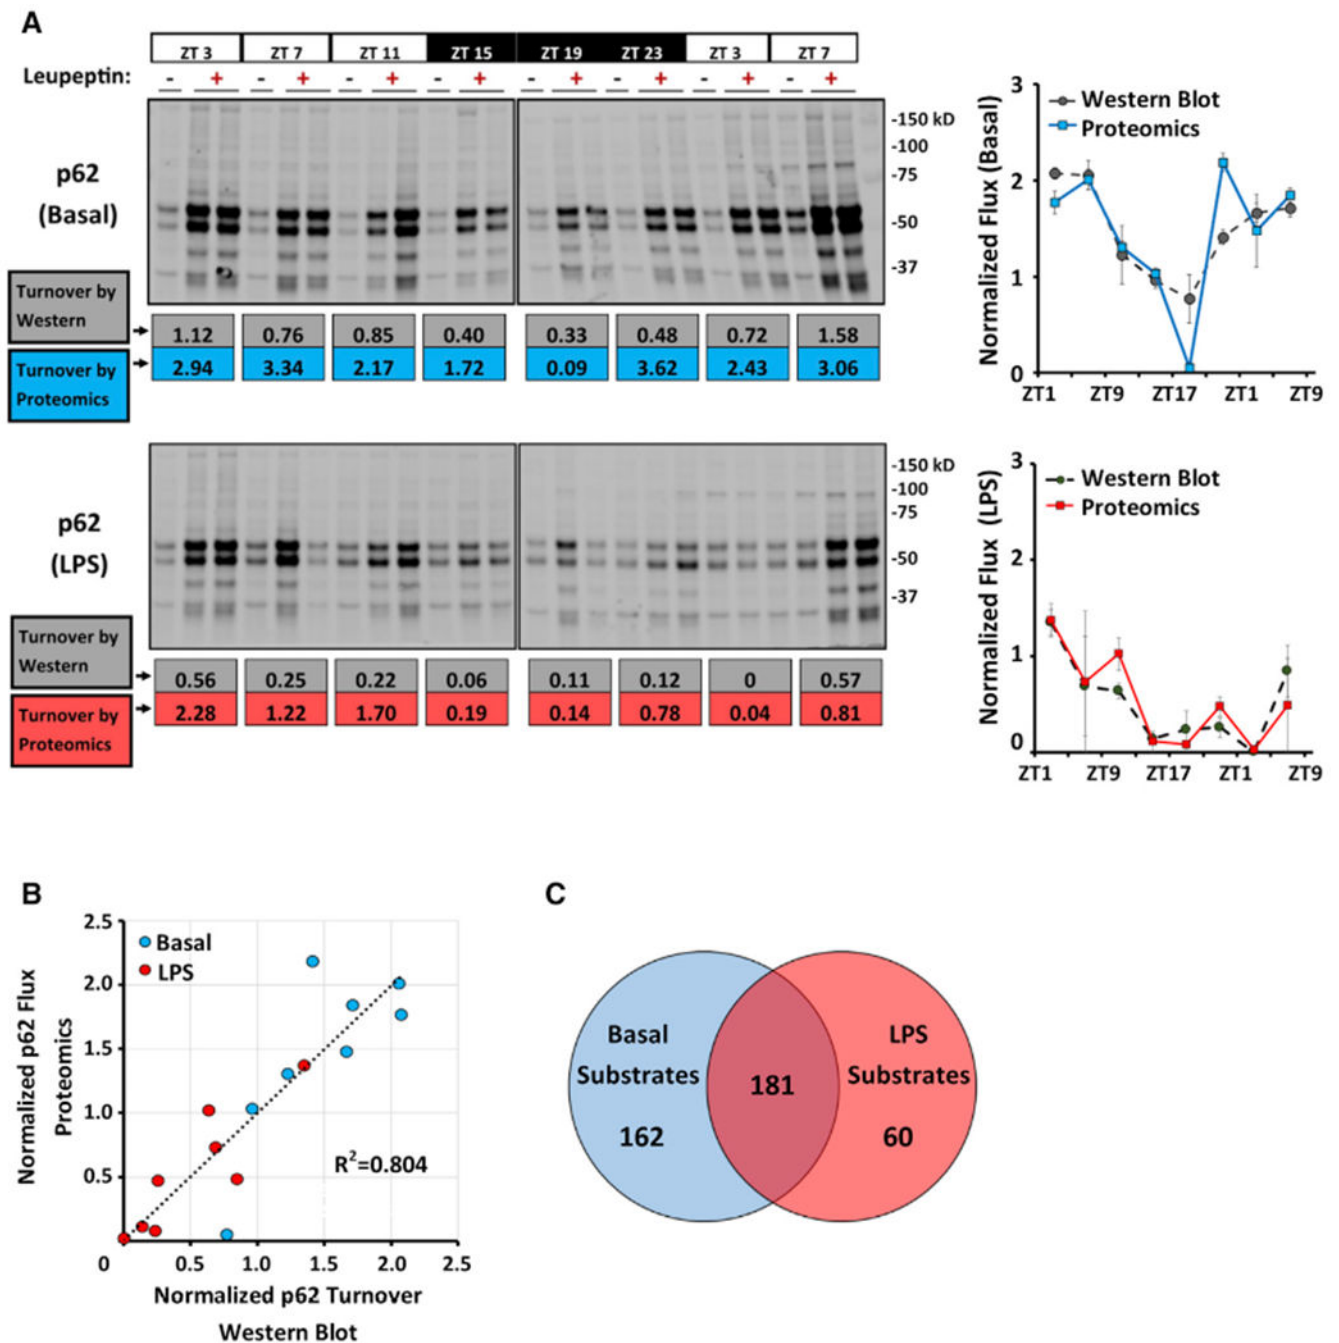 A
ZT 3 ZT 7 ZT 11 ZT 15 ZT 19 ZT 23 ZT 3 ZT 7
Leupeptin: - + - + - + - + - + - + - + - +
p62
(Basal)
-150 kD
-100
-75
-50
-37
Turnover by
Western
1.12 0.76 0.85 0.40 0.33 0.48 0.72 1.58
Turnover by
Proteomics
2.94 3.34 2.17 1.72 0.09 3.62 2.43 3.06
Normalized Flux (Basal)
3
2
1
0
Western Blot
Proteomics
ZT1 ZT9 ZT17 ZT1 ZT9
p62
(LPS)
-150 kD
-100
-75
-50
-37
Turnover by
Western
0.56 0.25 0.22 0.06 0.11 0.12 0 0.57
Turnover by
Proteomics
2.28 1.22 1.70 0.19 0.14 0.78 0.04 0.81
Normalized Flux (LPS)
3
2
1
0
Western Blot
Proteomics
ZT1 ZT9 ZT17 ZT1 ZT9
B
Normalized p62 Flux
Proteomics
2.5
2.0
1.5
1.0
0.5
Basal
LPS
R²=0.804
0 0.5 1.0 1.5 2.0 2.5
Normalized p62 Turnover
Western Blot
C
Basal
Substrates
162
181
LPS
Substrates
60